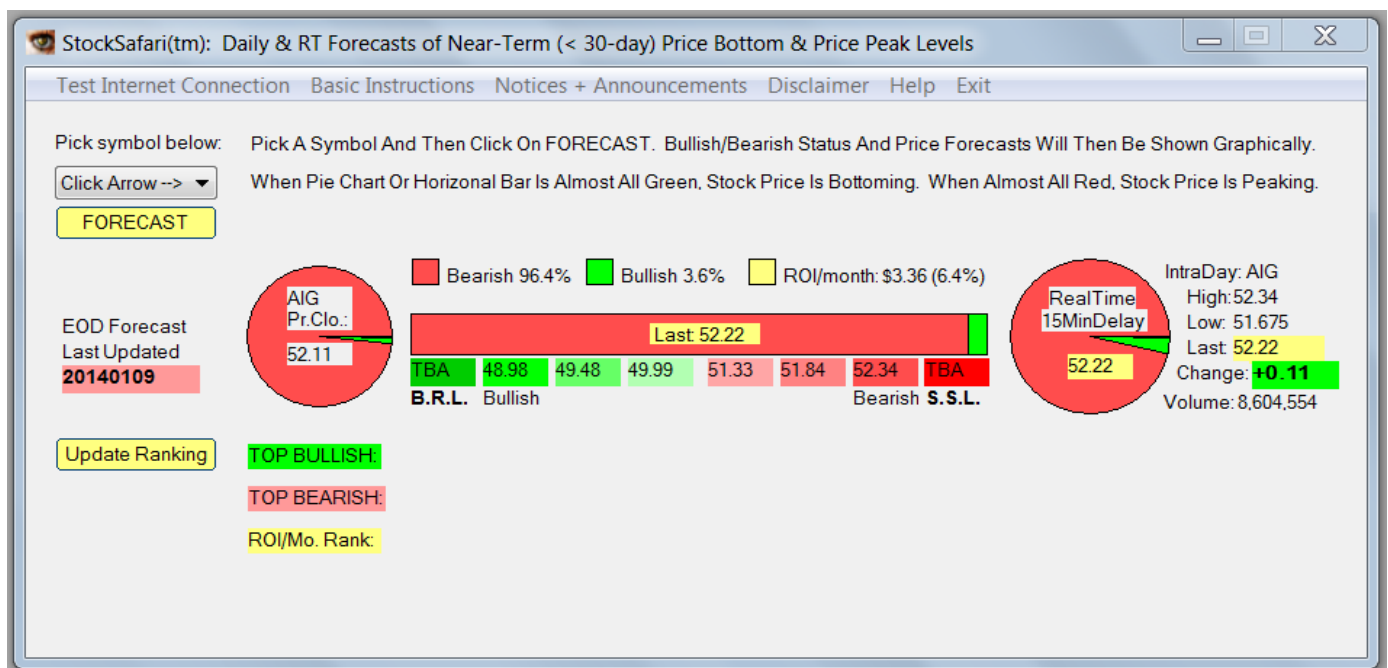 StockSafari(tm): Daily & RT Forecasts of Near-Term (< 30-day) Price Bottom & Price Peak Levels
Test Internet Connection Basic Instructions Notices + Announcements Disclaimer Help Exit
Pick symbol below: Pick A Symbol And Then Click On FORECAST. Bullish/Bearish Status And Price Forecasts Will Then Be Shown Graphically.
Click Arrow --> When Pie Chart Or Horizonal Bar Is Almost All Green, Stock Price Is Bottoming. When Almost All Red, Stock Price Is Peaking.
FORECAST
Bearish 96.4% Bullish 3.6% ROI/month: $3.36 (6.4%)
EOD Forecast
Last Updated
20140109
AIG
Pr.Clo.:
52.11
Last: 52.22
TBA 48.98 49.48 49.99 51.33 51.84 52.34 TBA
B.R.L. Bullish Bearish S.S.L.
RealTime
15MinDelay
52.22
IntraDay: AIG
High: 52.34
Low: 51.675
Last: 52.22
Change: +0.11
Volume: 8,604,554
Update Ranking
TOP BULLISH:
TOP BEARISH:
ROI/Mo. Rank: